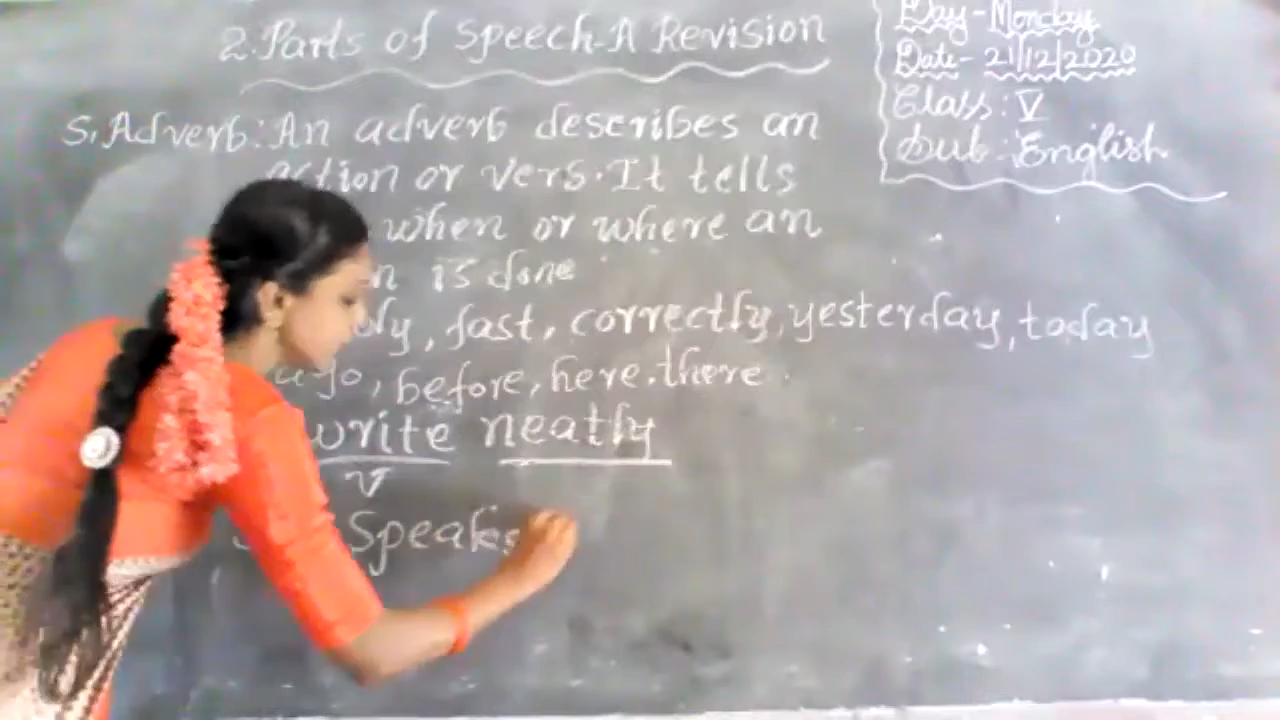 2. Parts of Speech-A Revision
Day-Monday
Date-21/12/2020
Class: V
Sub: English
5. Adverb: An adverb describes an
action or vers. It tells
when or where an
is done
fast, correctly, yesterday, today
ago, before, here. there.
write neatly
V
Speaks